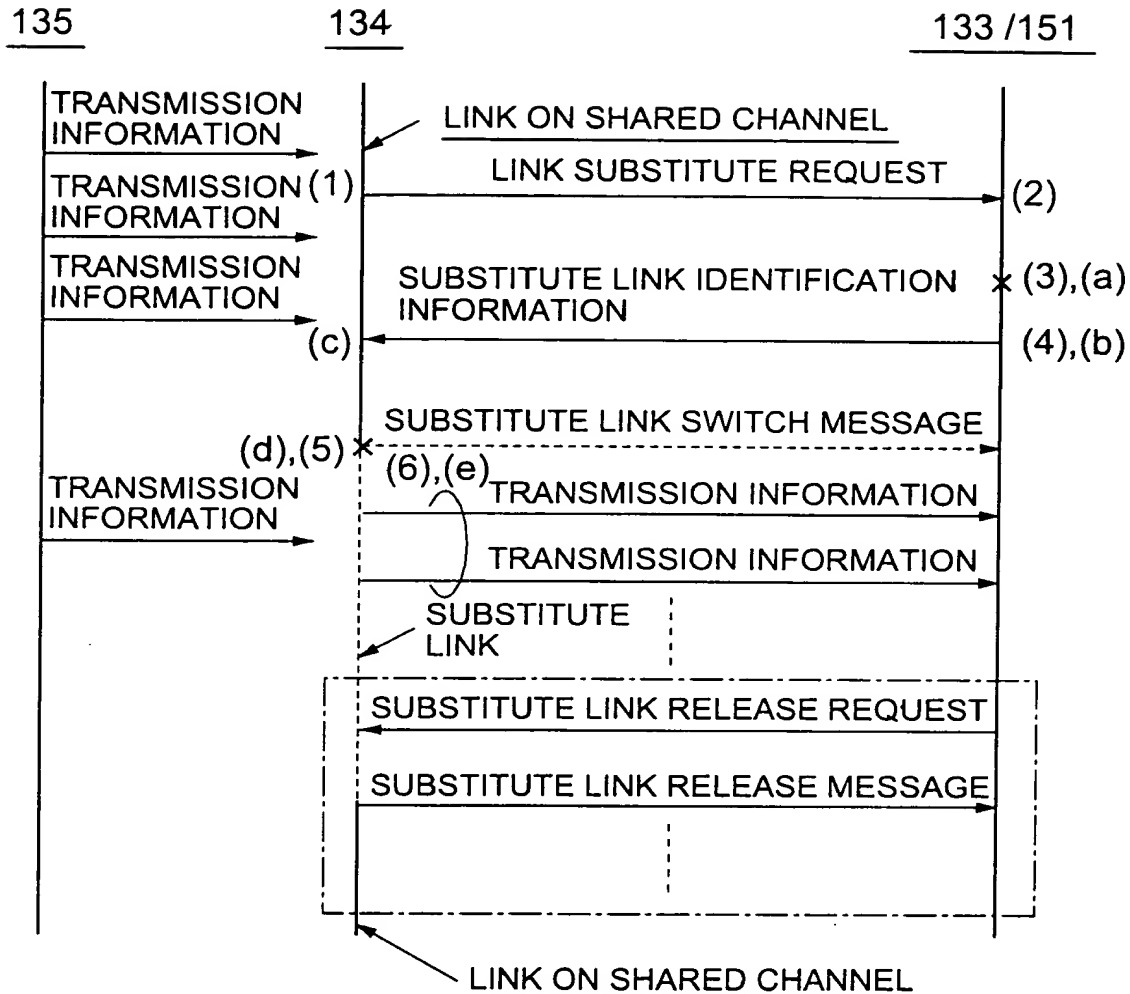 135
134
133 /151
TRANSMISSION
INFORMATION
LINK ON SHARED CHANNEL
LINK SUBSTITUTE REQUEST
TRANSMISSION
INFORMATION
(1)
(2)
TRANSMISSION
INFORMATION
SUBSTITUTE LINK IDENTIFICATION
INFORMATION
(3),(a)
(c)
(4),(b)
SUBSTITUTE LINK SWITCH MESSAGE
(d),(5)
(6),(e)
TRANSMISSION
INFORMATION
TRANSMISSION INFORMATION
TRANSMISSION INFORMATION
SUBSTITUTE
LINK
SUBSTITUTE LINK RELEASE REQUEST
SUBSTITUTE LINK RELEASE MESSAGE
LINK ON SHARED CHANNEL